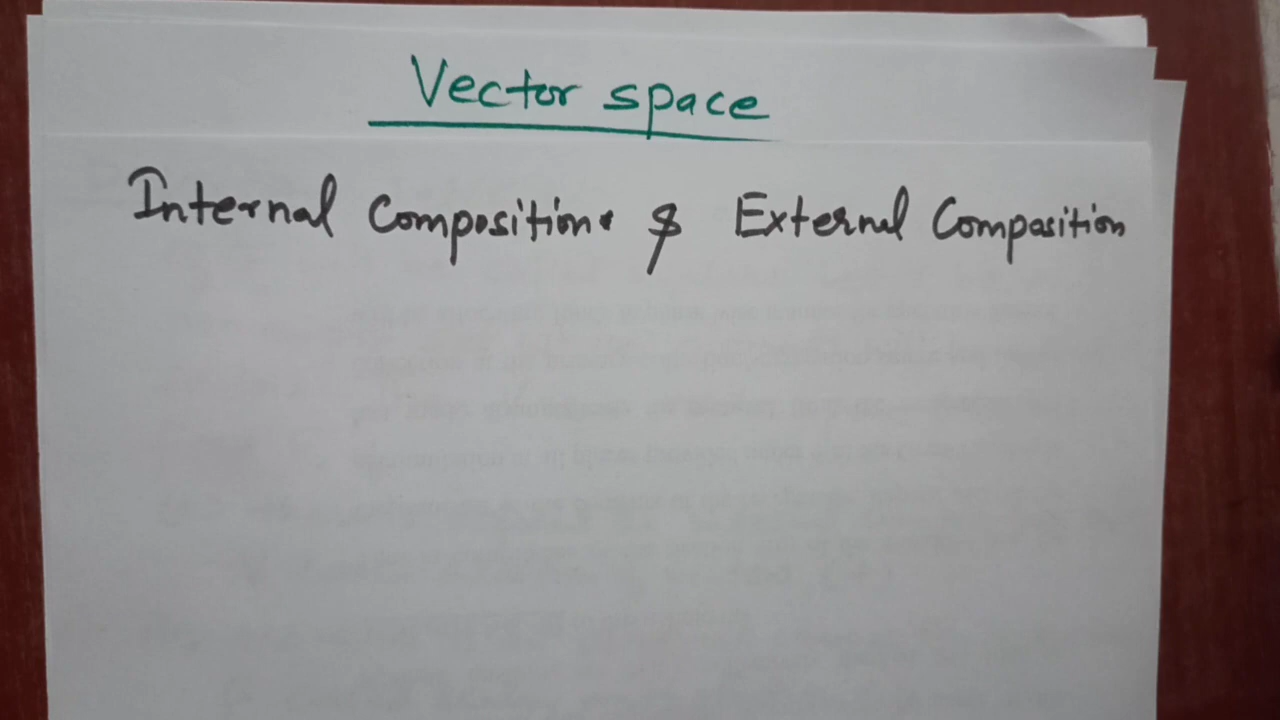 Vector space
Internal Composition & External Composition